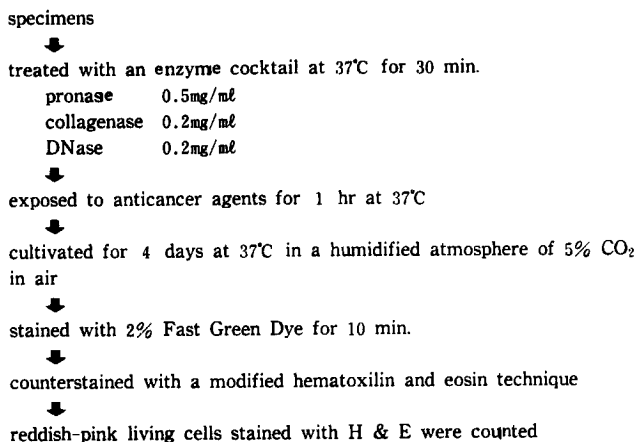 specimens
treated with an enzyme cocktail at 37℃ for 30 min.
pronase 0.5mg/mℓ
collagenase 0.2mg/mℓ
DNase 0.2mg/mℓ
exposed to anticancer agents for 1 hr at 37℃
cultivated for 4 days at 37℃ in a humidified atmosphere of 5% CO₂
in air
stained with 2% Fast Green Dye for 10 min.
counterstained with a modified hematoxilin and eosin technique
reddish-pink living cells stained with H & E were counted